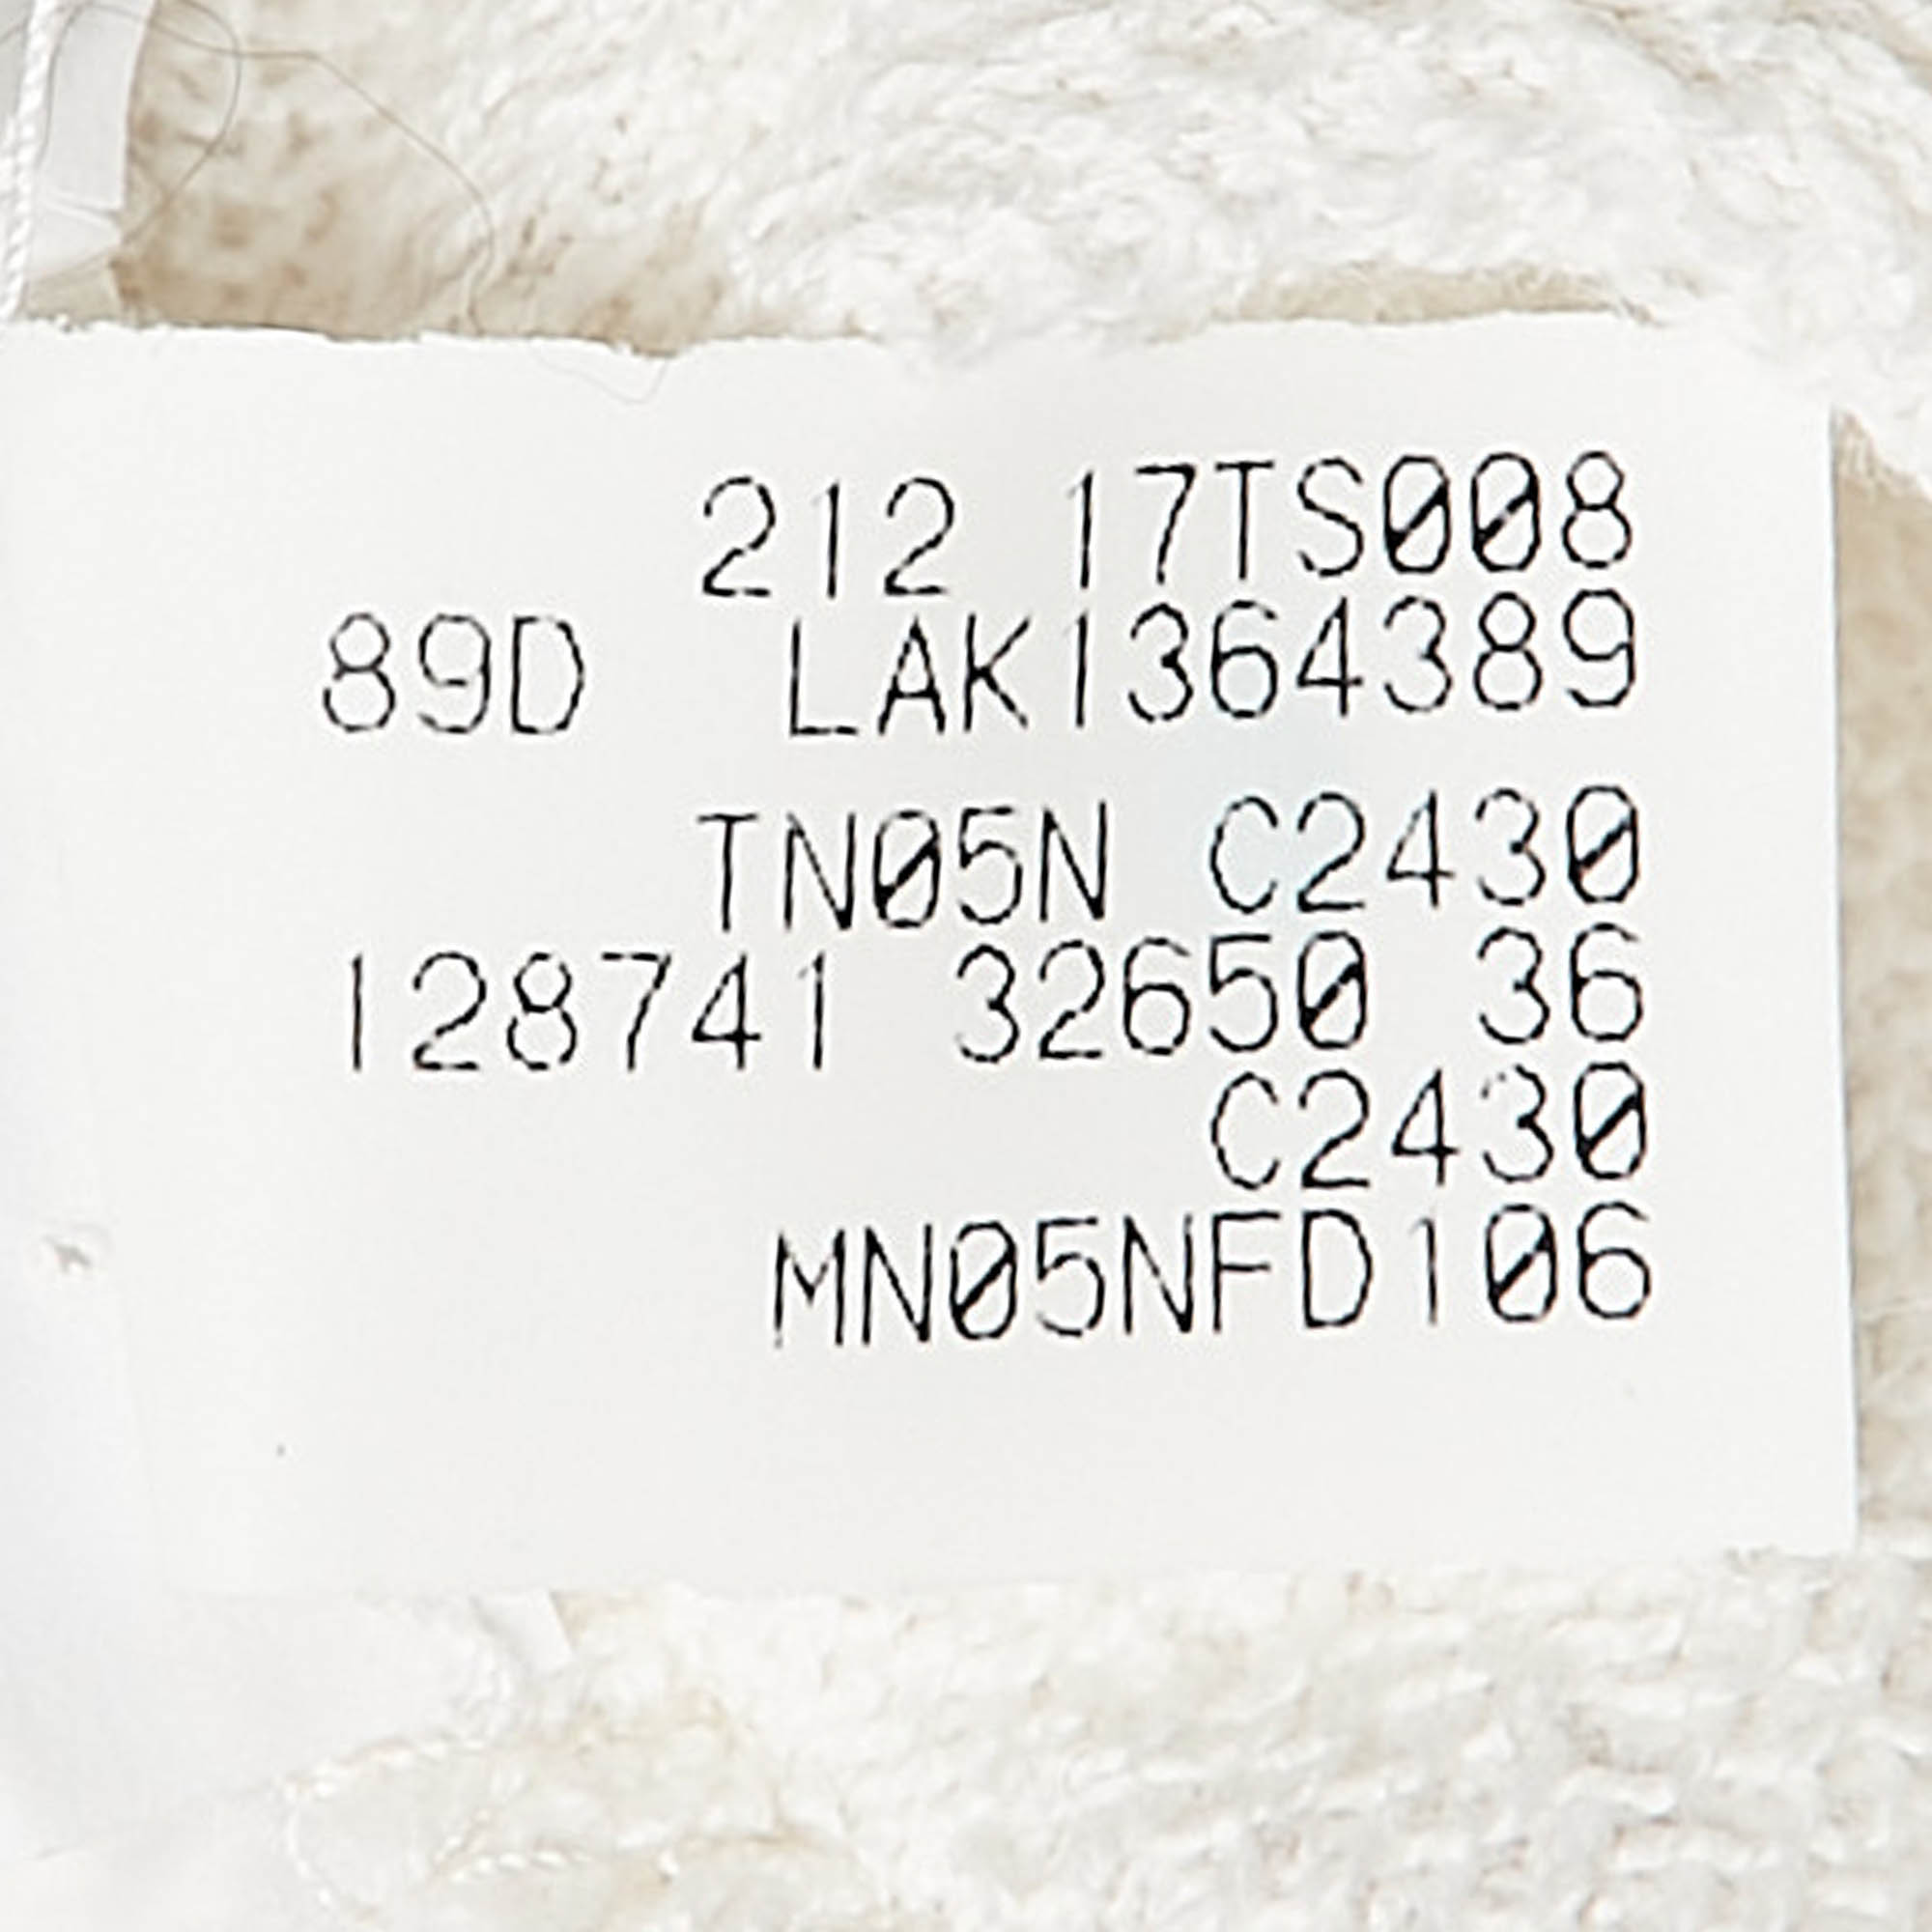 212 17TS008
89D LAK1364389
TN05N C2430
128741 32650 36
C2430
MN05NFD106